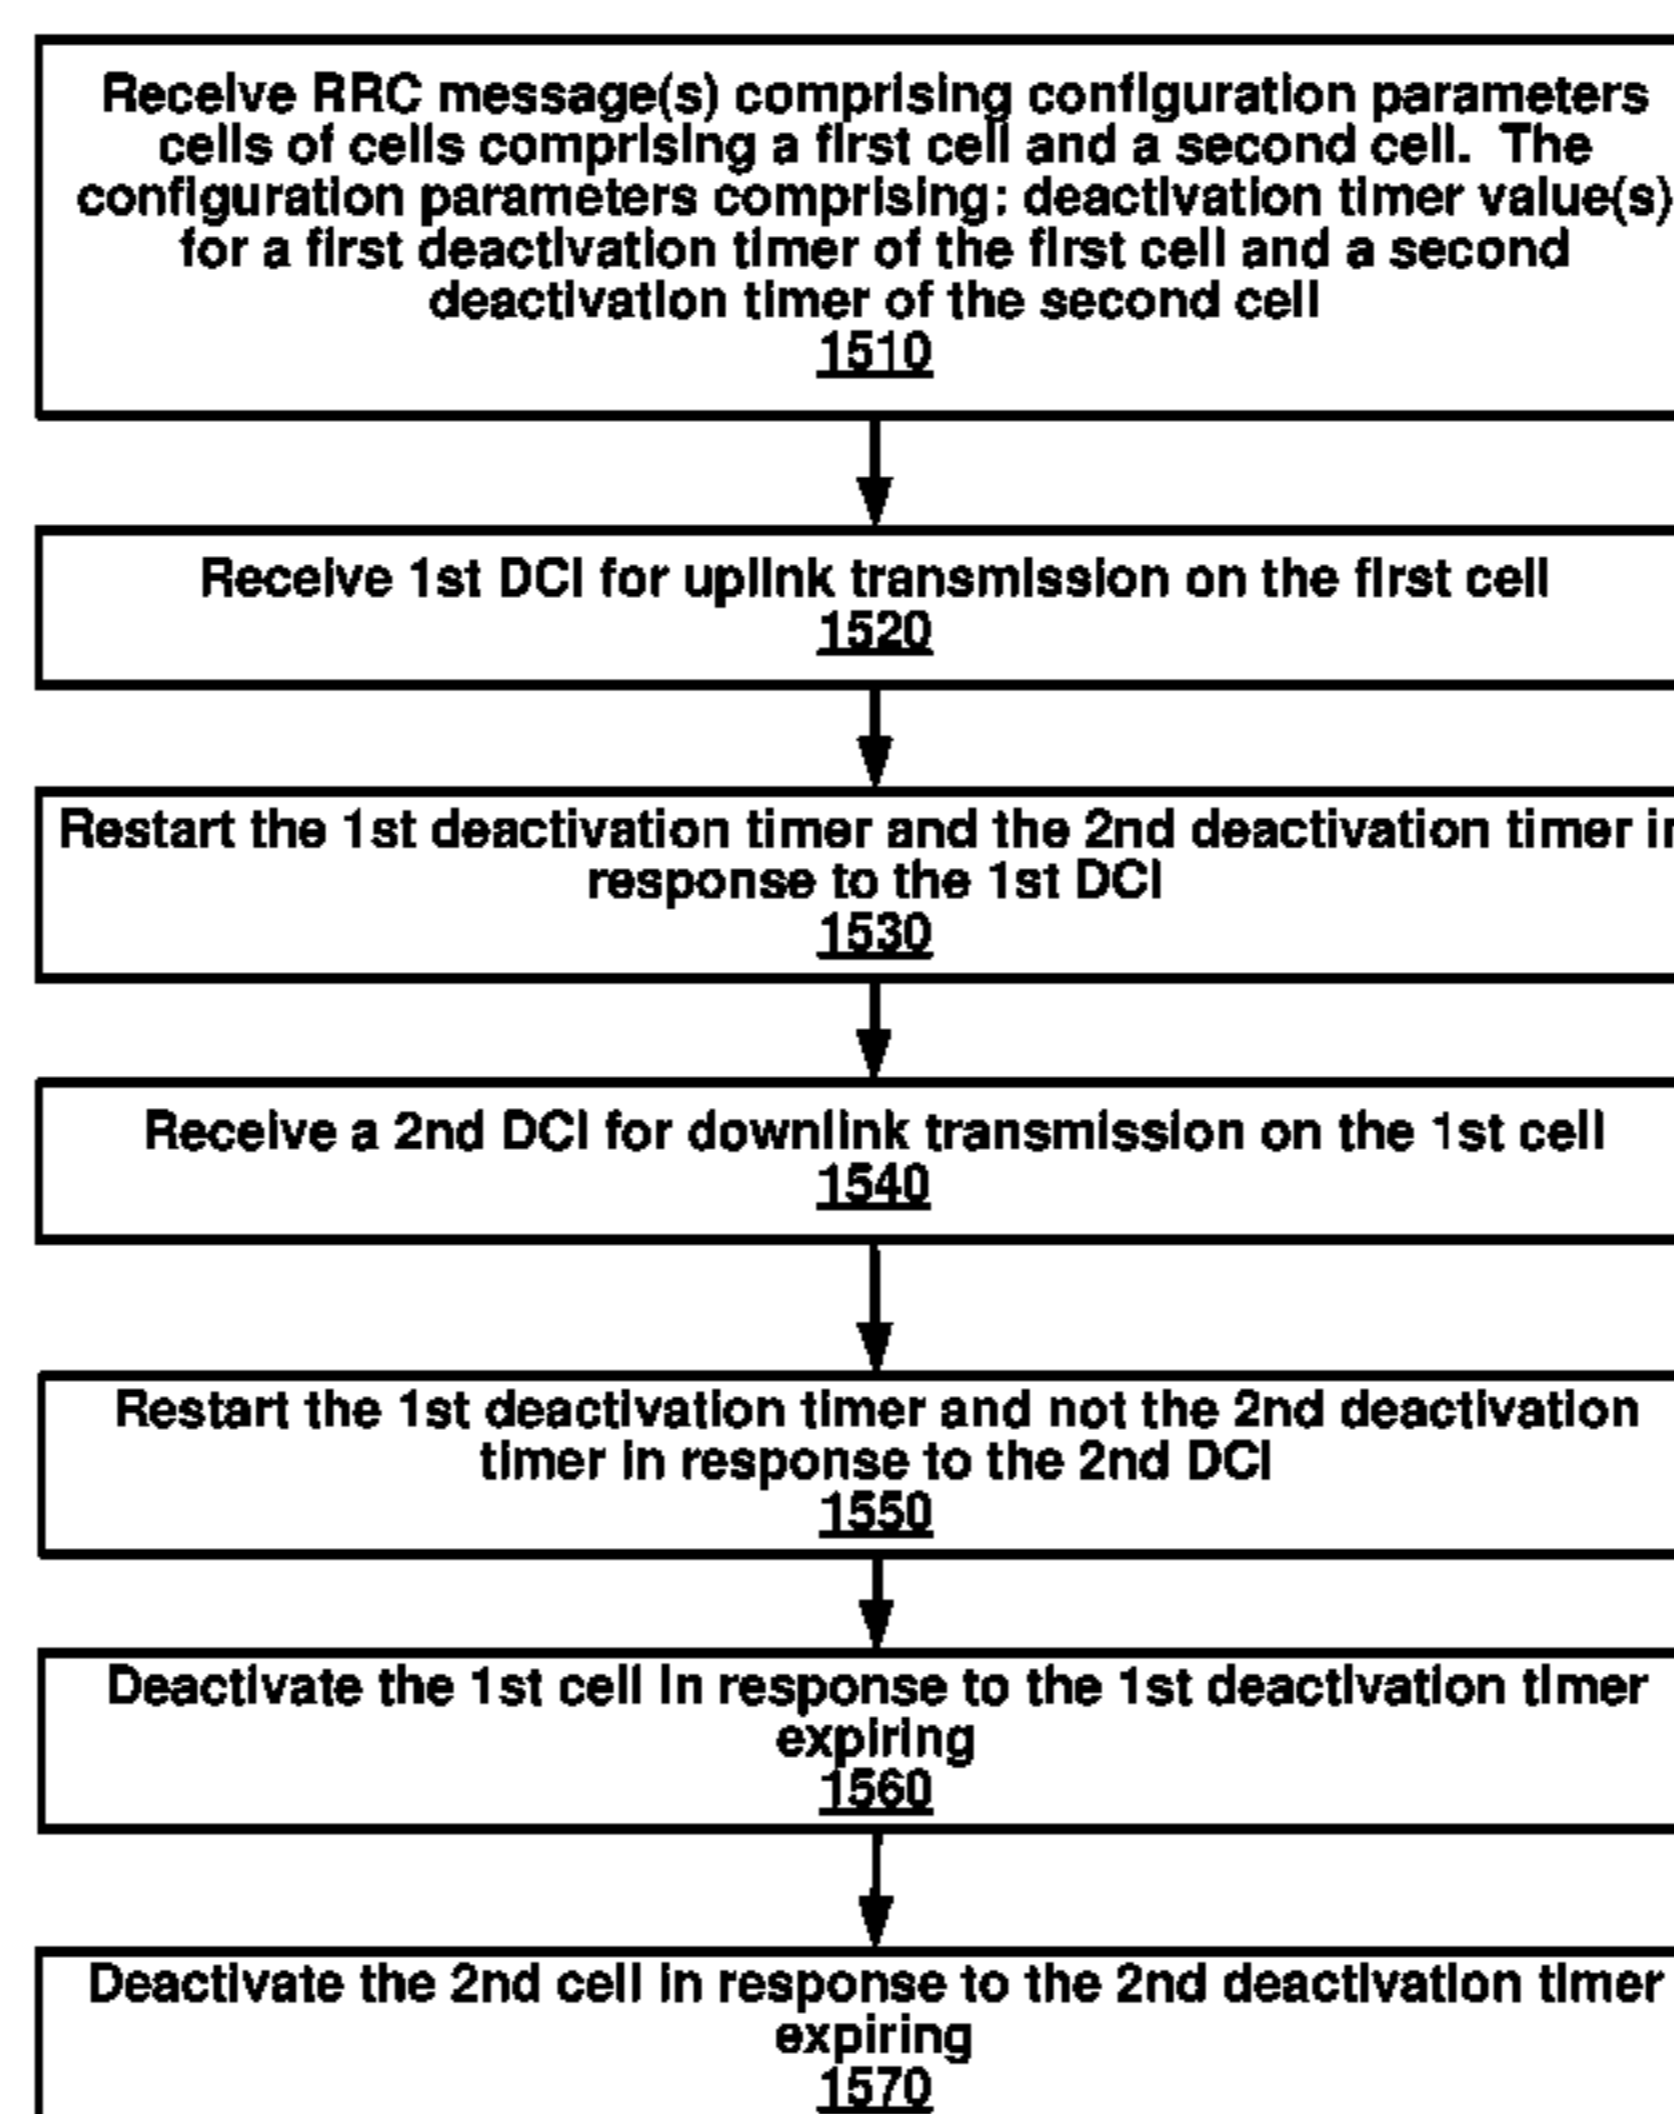 Receive RRC message(s) comprising configuration parameters
cells of cells comprising a first cell and a second cell. The
configuration parameters comprising: deactivation timer value(s)
for a first deactivation timer of the first cell and a second
deactivation timer of the second cell
1510
Receive 1st DCI for uplink transmission on the first cell
1520
Restart the 1st deactivation timer and the 2nd deactivation timer in
response to the 1st DCI
1530
Receive a 2nd DCI for downlink transmission on the 1st cell
1540
Restart the 1st deactivation timer and not the 2nd deactivation
timer in response to the 2nd DCI
1550
Deactivate the 1st cell in response to the 1st deactivation timer
expiring
1560
Deactivate the 2nd cell in response to the 2nd deactivation timer
expiring
1570